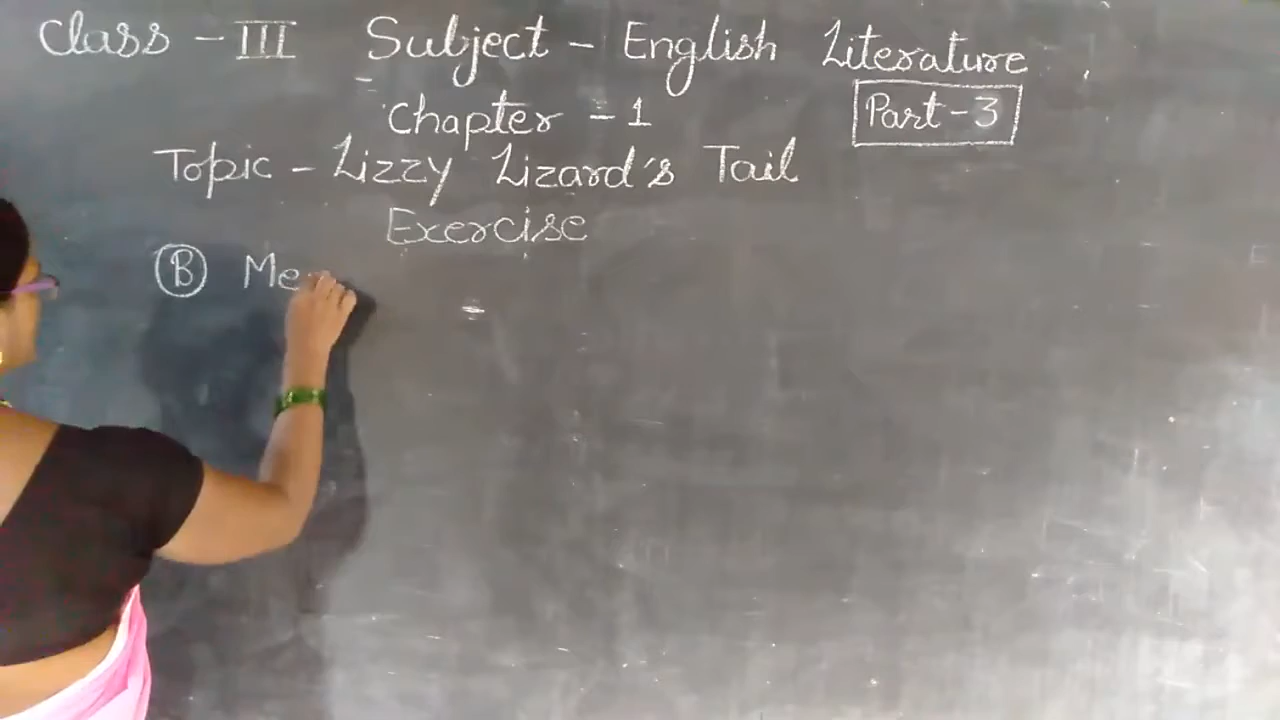 Class - III Subject - English Literature
Chapter - 1 Part - 3
Topic - Lizzy Lizard's Tail
Exercise
B Me